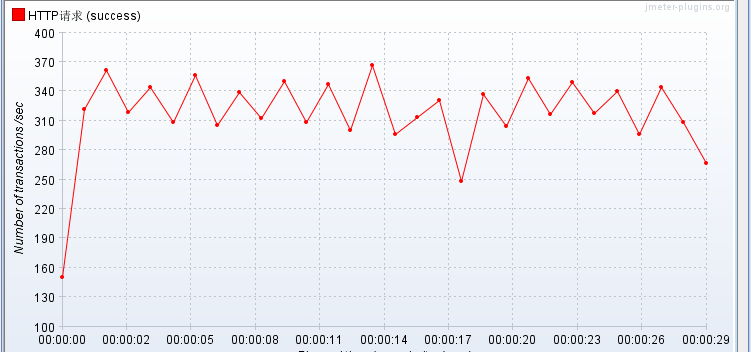 jmeter-plugins.org
HTTP请求 (success)
400
370
340
310
280
250
220
190
160
130
100
Number of transactions /sec
00:00:00 00:00:02 00:00:05 00:00:08 00:00:11 00:00:14 00:00:17 00:00:20 00:00:23 00:00:26 00:00:29